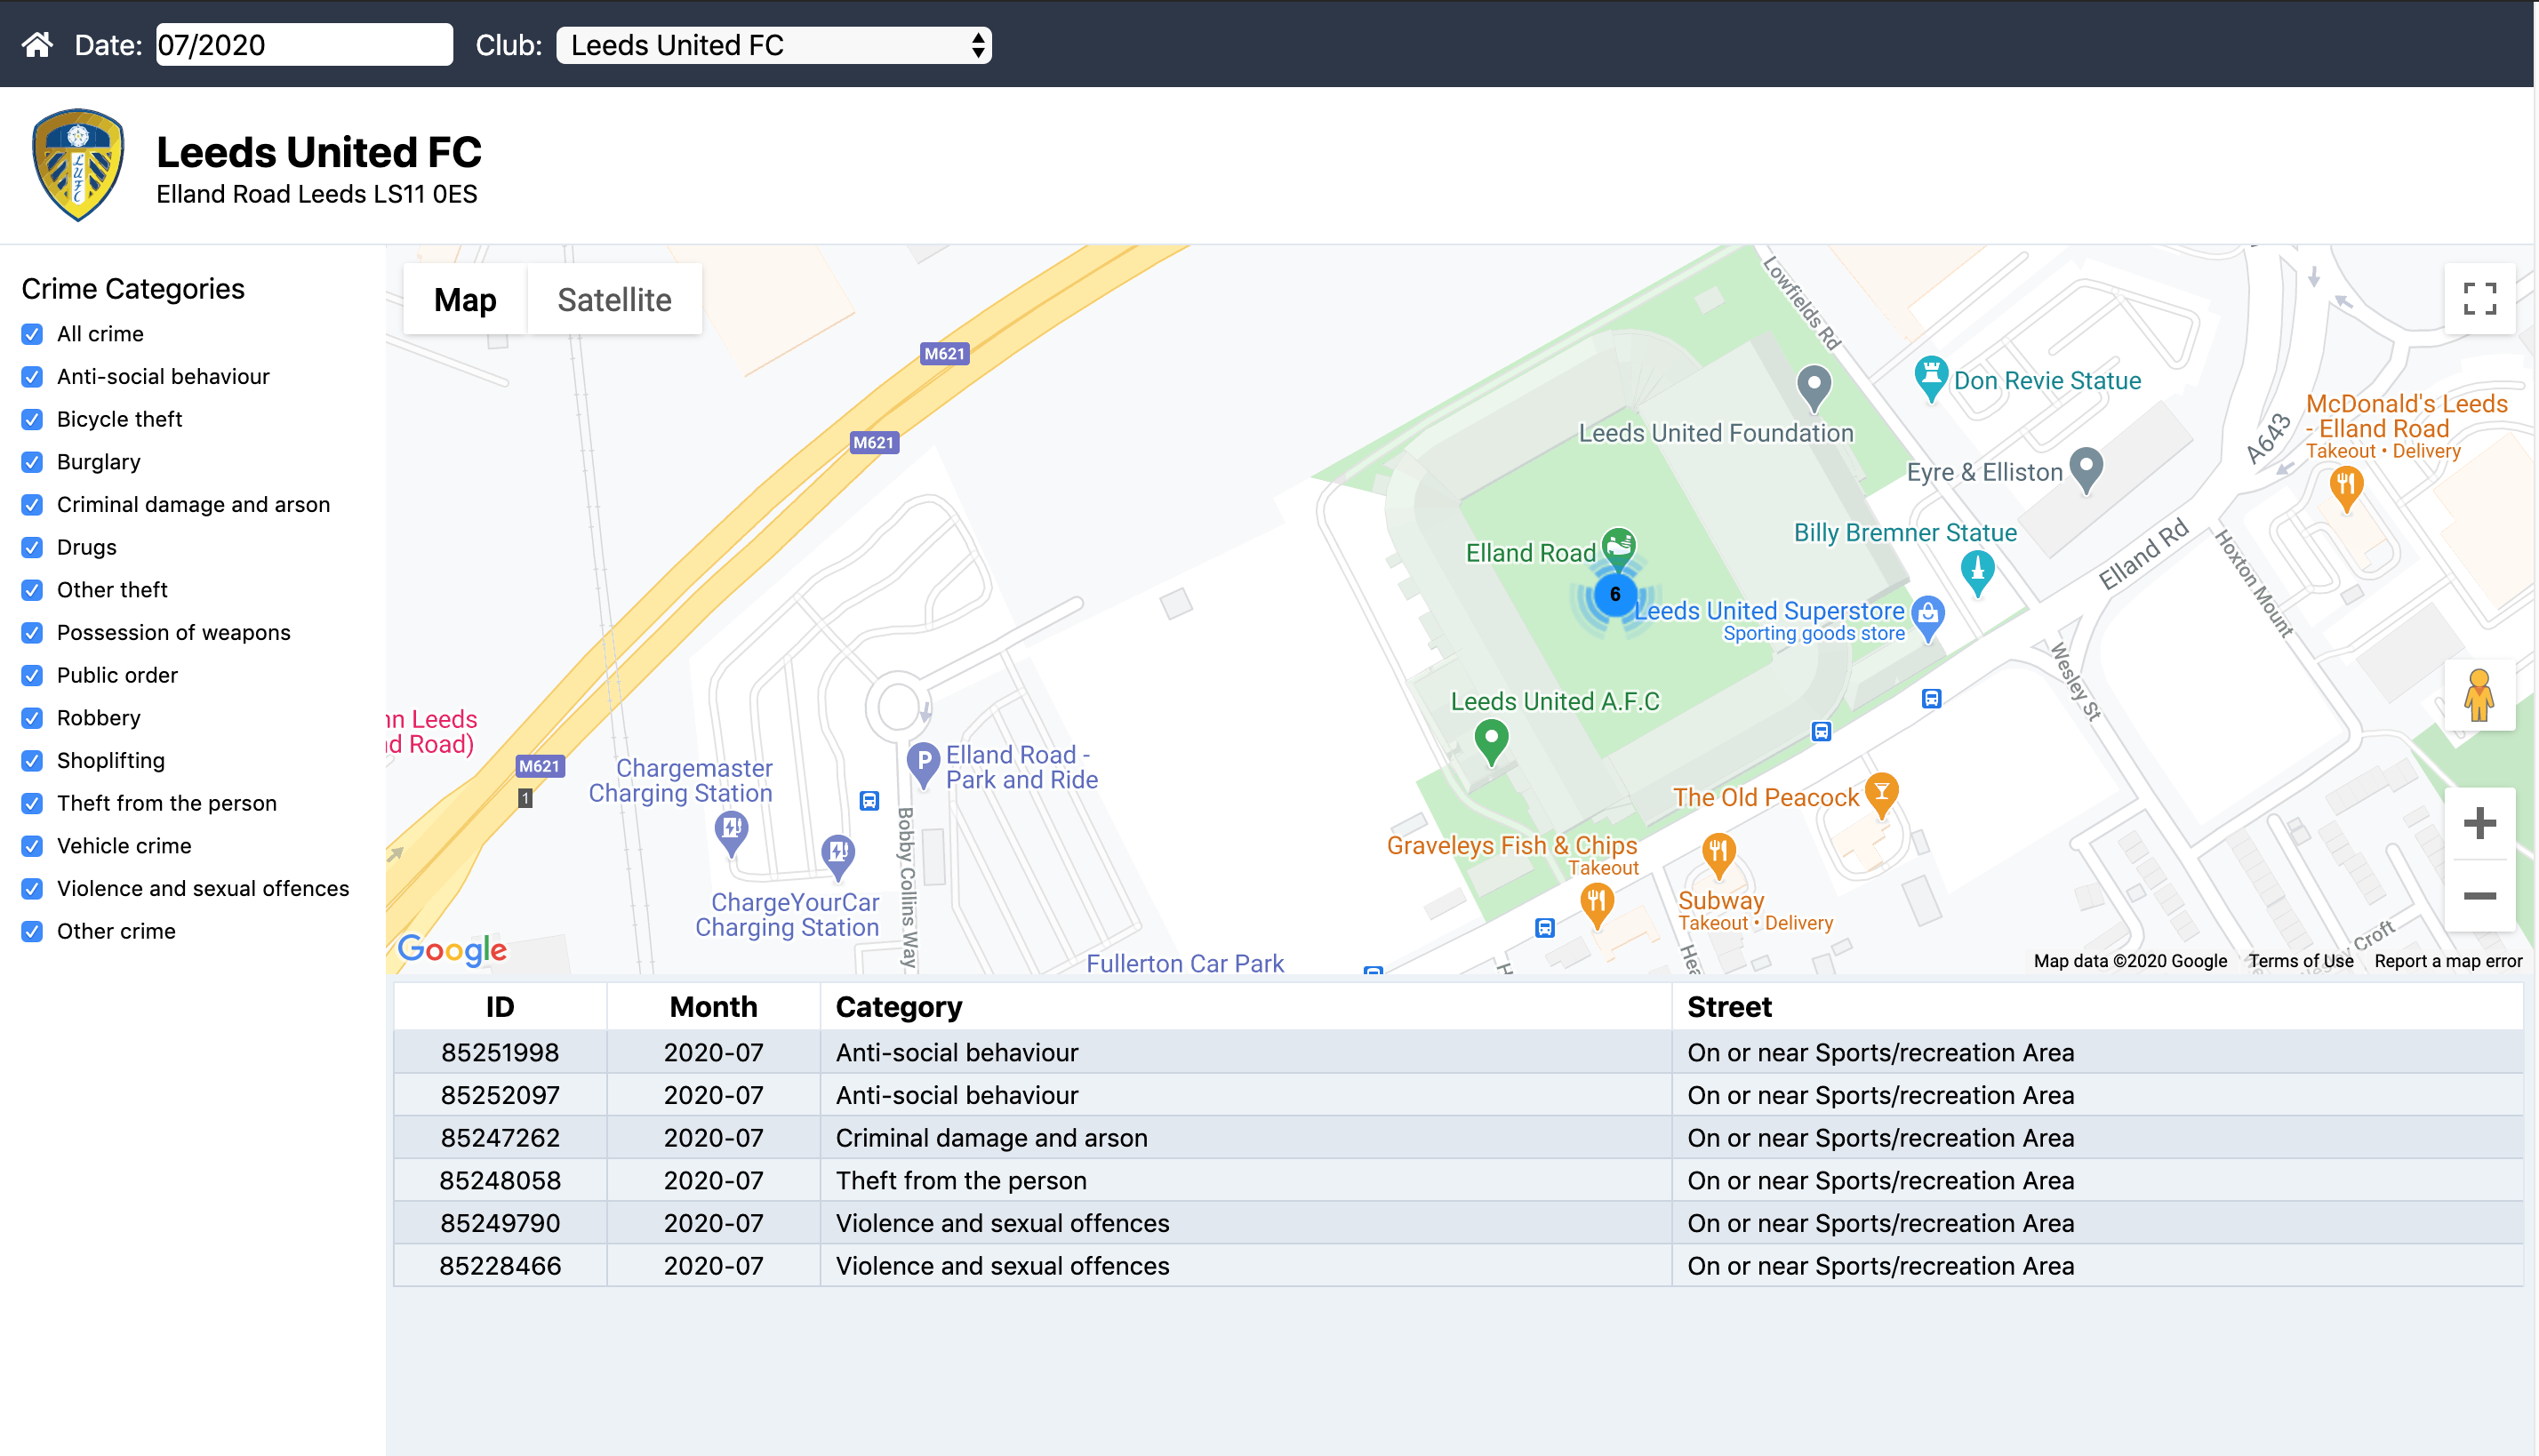 Date: 07/2020 Club: Leeds United FC
LUFC
Leeds United FC
Elland Road Leeds LS11 0ES
Crime Categories
All crime
Anti-social behaviour
Bicycle theft
Burglary
Criminal damage and arson
Drugs
Other theft
Possession of weapons
Public order
Robbery
Shoplifting
Theft from the person
Vehicle crime
Violence and sexual offences
Other crime
Map Satellite
M621
M621
M621
1
Lowfields Rd
Don Revie Statue
McDonald's Leeds
- Elland Road
Takeout • Delivery
A643
Leeds United Foundation
Eyre & Elliston
Billy Bremner Statue
Elland Rd
Hoxton Mount
Elland Road
6
Leeds United Superstore
Sporting goods store
Wesley St
Leeds United A.F.C
nn Leeds
d Road)
Chargemaster
Charging Station
P
Elland Road -
Park and Ride
Bobby Collins Way
ChargeYourCar
Charging Station
The Old Peacock
Graveleys Fish & Chips
Takeout
Subway
Takeout • Delivery
Hea
Croft
Fullerton Car Park
Google
Map data ©2020 Google Terms of Use Report a map error
ID Month Category Street
85251998 2020-07 Anti-social behaviour On or near Sports/recreation Area
85252097 2020-07 Anti-social behaviour On or near Sports/recreation Area
85247262 2020-07 Criminal damage and arson On or near Sports/recreation Area
85248058 2020-07 Theft from the person On or near Sports/recreation Area
85249790 2020-07 Violence and sexual offences On or near Sports/recreation Area
85228466 2020-07 Violence and sexual offences On or near Sports/recreation Area